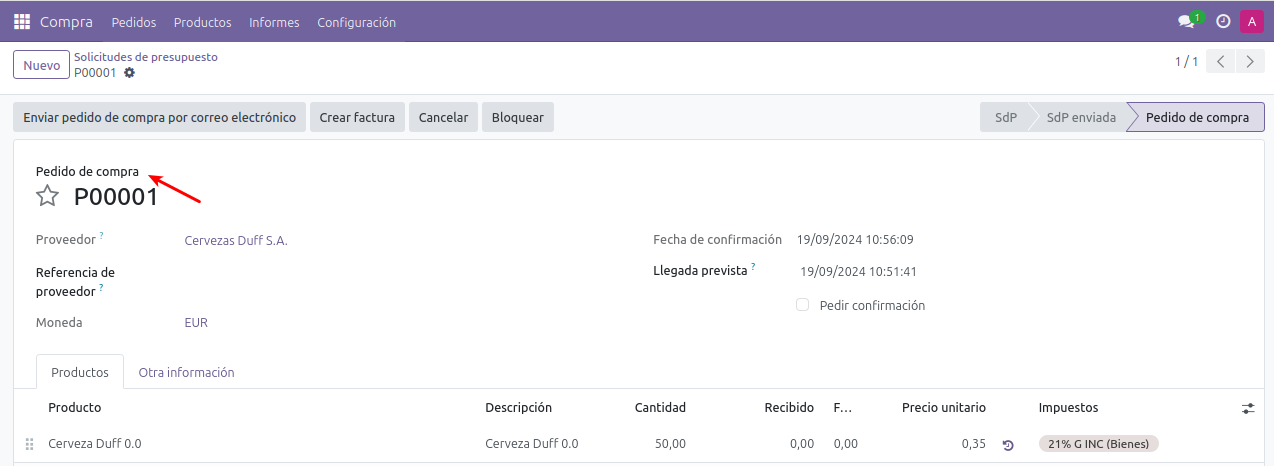 Compra Pedidos Productos Informes Configuración 1 A
Nuevo Solicitudes de presupuesto 1 / 1
P00001
Enviar pedido de compra por correo electrónico Crear factura Cancelar Bloquear SdP SdP enviada Pedido de compra
Pedido de compra
P00001
Proveedor ? Cervezas Duff S.A. Fecha de confirmación 19/09/2024 10:56:09
Referencia de Llegada prevista ? 19/09/2024 10:51:41
proveedor ?
Pedir confirmación
Moneda EUR
Productos Otra información
Producto Descripción Cantidad Recibido F... Precio unitario Impuestos
Cerveza Duff 0.0 Cerveza Duff 0.0 50,00 0,00 0,00 0,35 21% G INC (Bienes)